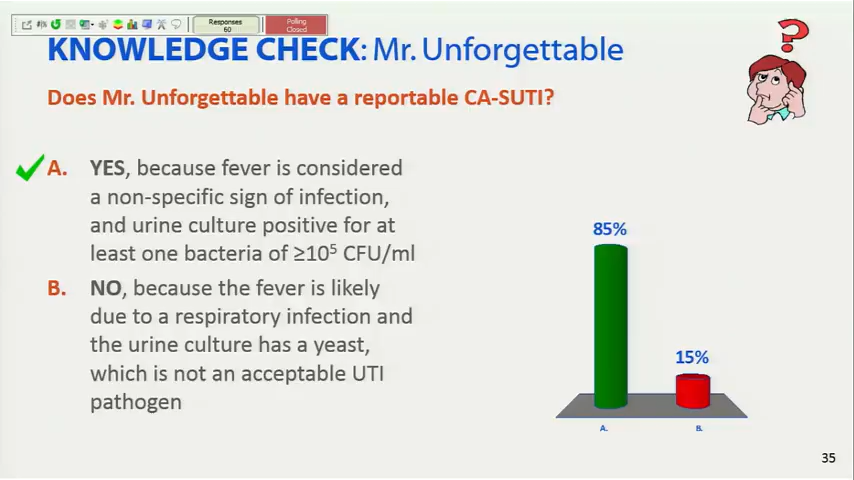 Responses
60
Polling
Closed
KNOWLEDGE CHECK: Mr. Unforgettable
Does Mr. Unforgettable have a reportable CA-SUTI?
A. YES, because fever is considered
a non-specific sign of infection,
and urine culture positive for at
least one bacteria of ≥10⁵ CFU/ml
B. NO, because the fever is likely
due to a respiratory infection and
the urine culture has a yeast,
which is not an acceptable UTI
pathogen
85%
15%
A.
B.
35